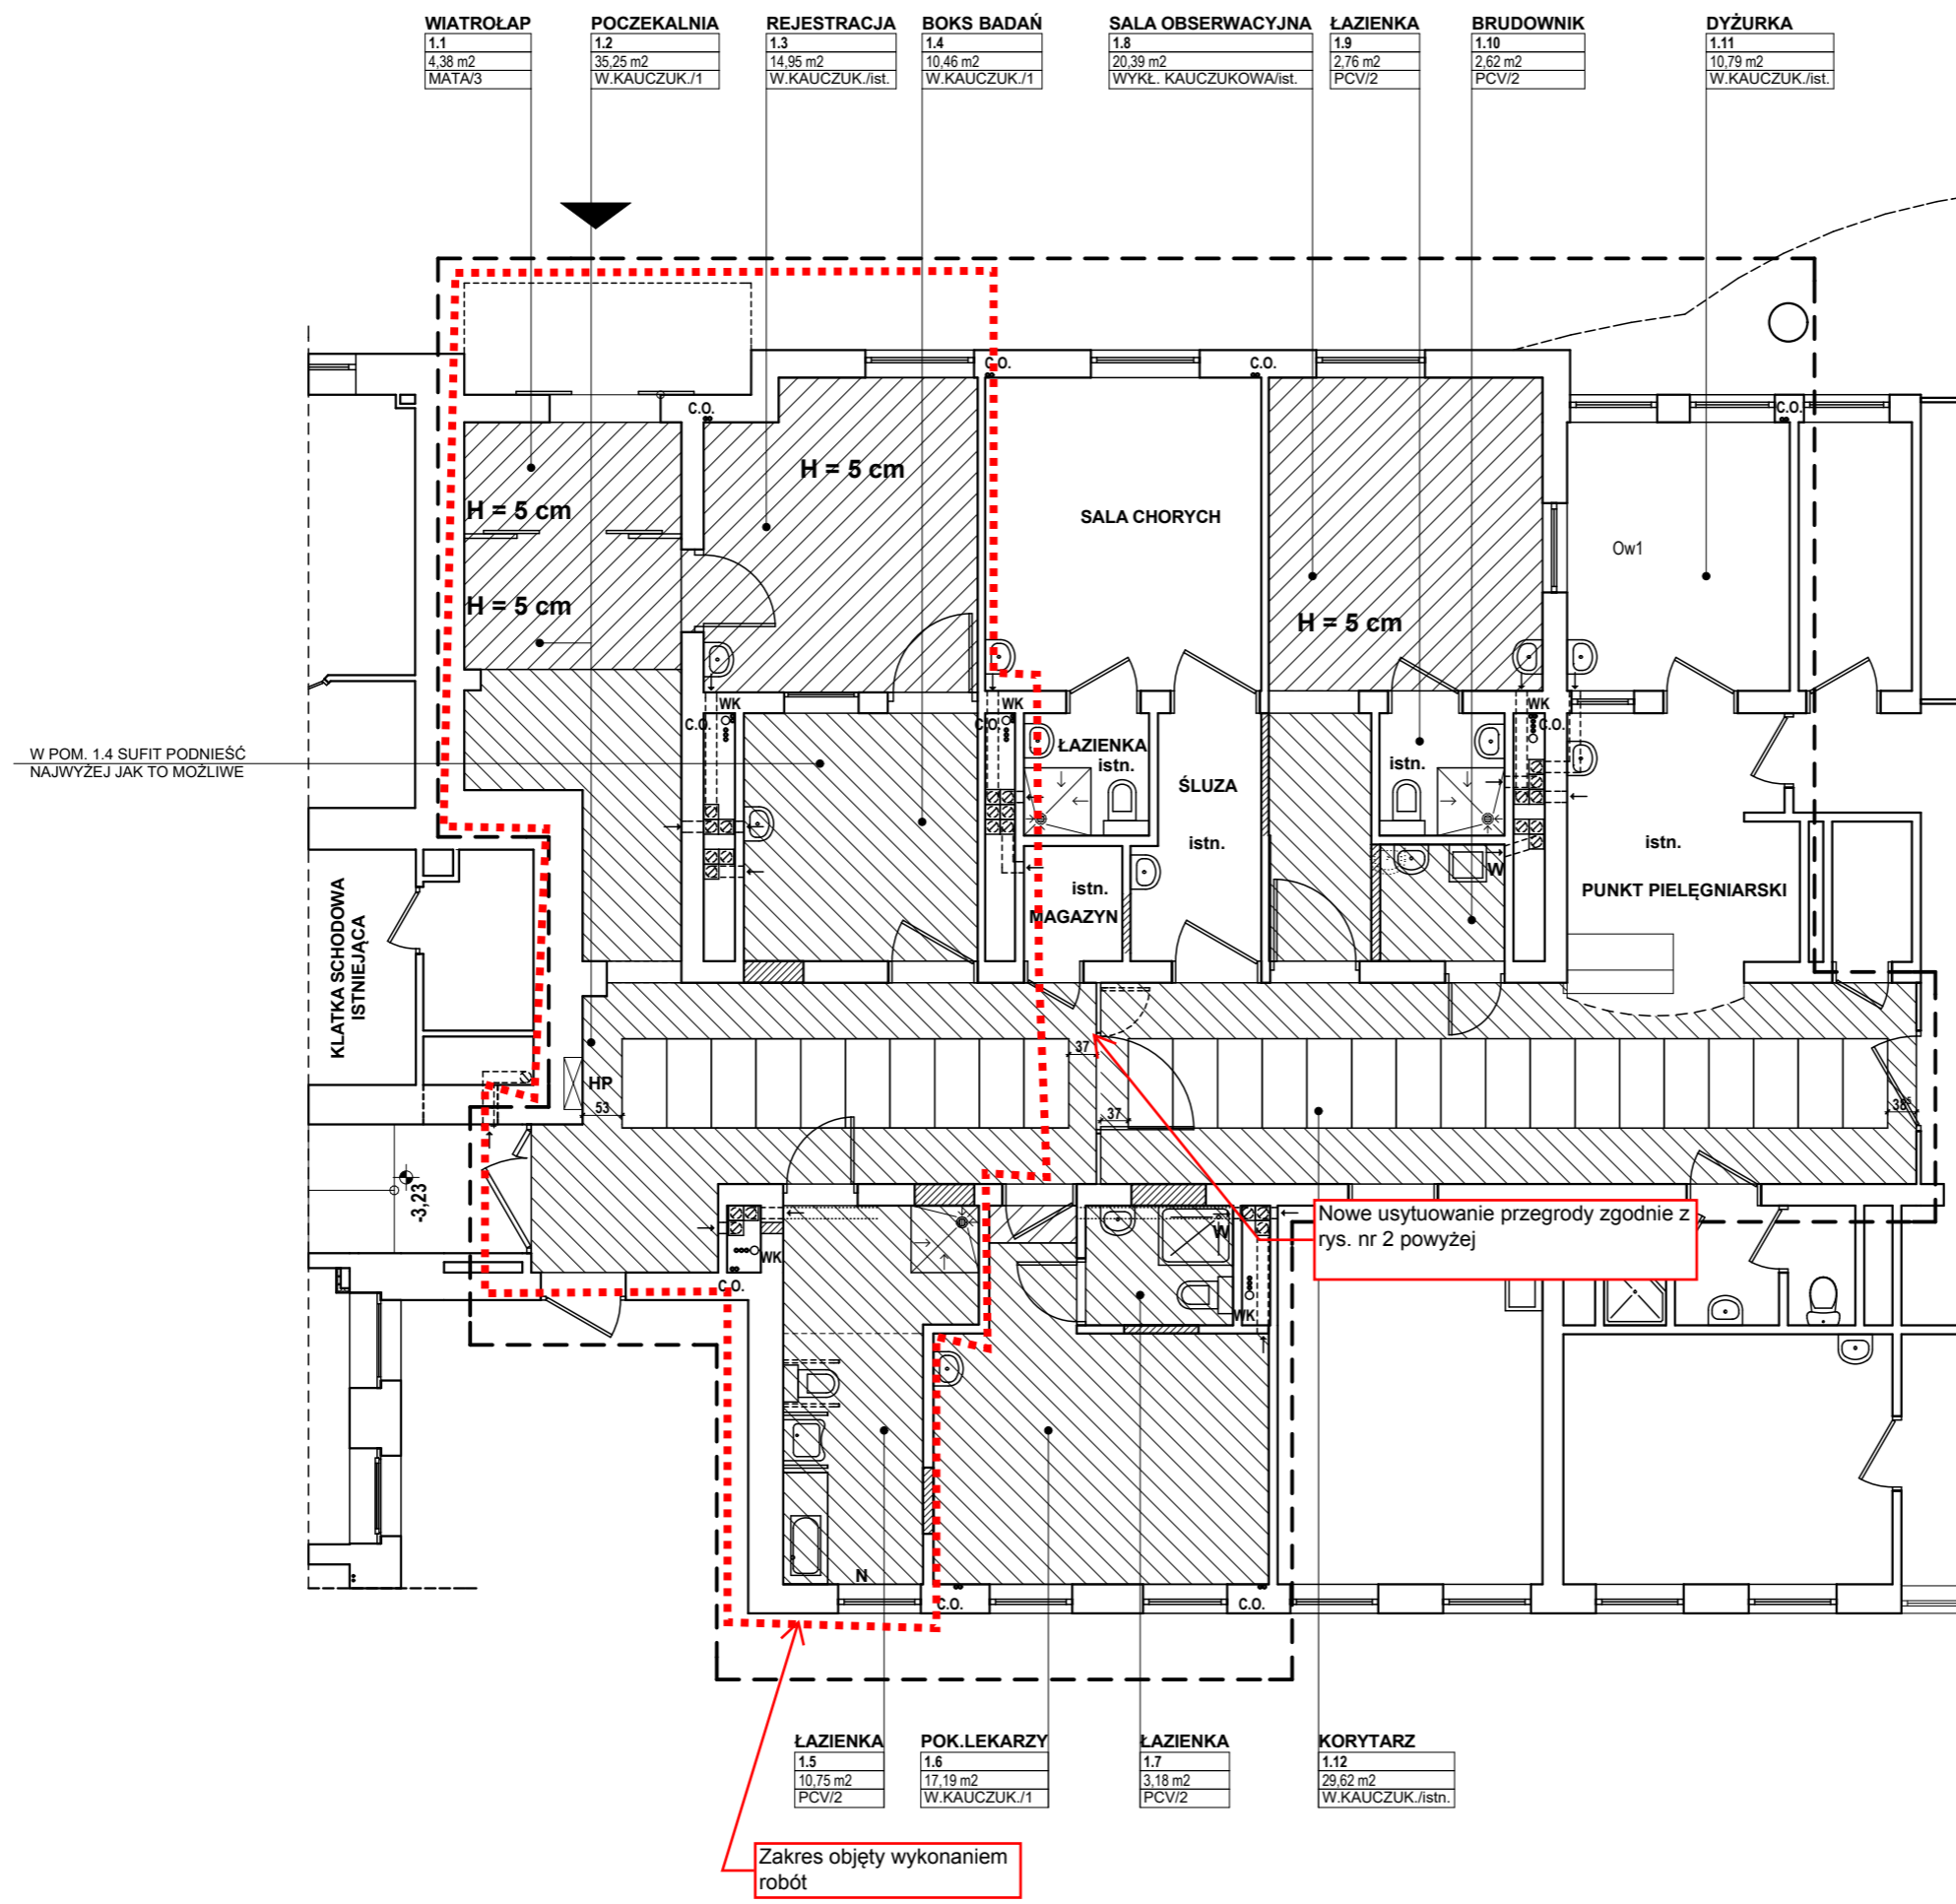 WIATROŁAP
1.1
4,38 m2
MATA/3
POCZEKALNIA
1.2
35,25 m2
W.KAUCZUK./1
REJESTRACJA
1.3
14,95 m2
W.KAUCZUK./ist.
BOKS BADAŃ
1.4
10,46 m2
W.KAUCZUK./1
SALA OBSERWACYJNA
1.8
20,39 m2
WYKŁ. KAUCZUKOWA/ist.
ŁAZIENKA
1.9
2,76 m2
PCV/2
BRUDOWNIK
1.10
2,62 m2
PCV/2
DYŻURKA
1.11
10,79 m2
W.KAUCZUK./ist.
C.O.
C.O.
C.O.
C.O.
H = 5 cm
H = 5 cm
SALA CHORYCH
Ow1
H = 5 cm
H = 5 cm
WK
C.O.
WK
C.O.
WK
C.O.
W POM. 1.4 SUFIT PODNIEŚĆ
NAJWYŻEJ JAK TO MOŻLIWE
ŁAZIENKA
istn.
ŚLUZA
istn.
istn.
istn.
MAGAZYN
W
istn.
PUNKT PIELĘGNIARSKI
KLATKA SCHODOWA
ISTNIEJĄCA
HP
53
37
37
38⁵
-3,23
WK
C.O.
W
WK
Nowe usytuowanie przegrody zgodnie z
rys. nr 2 powyżej
N
C.O.
C.O.
ŁAZIENKA
1.5
10,75 m2
PCV/2
POK.LEKARZY
1.6
17,19 m2
W.KAUCZUK./1
ŁAZIENKA
1.7
3,18 m2
PCV/2
KORYTARZ
1.12
29,62 m2
W.KAUCZUK./istn.
Zakres objęty wykonaniem
robót